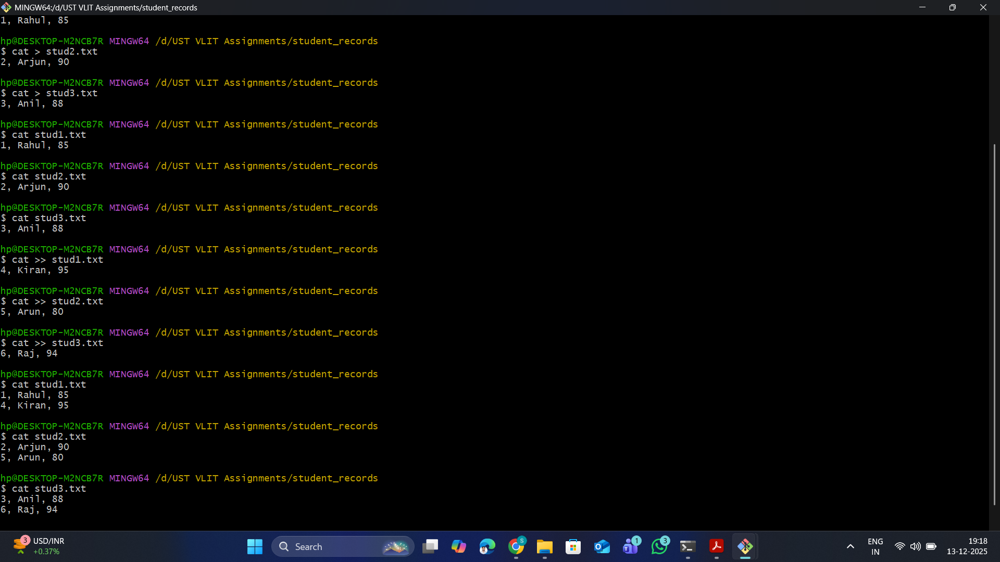 MINGW64:/d/UST VLIT Assignments/student_records
1, Rahul, 85
hp@DESKTOP-M2NCB7R MINGW64 /d/UST VLIT Assignments/student_records
$ cat > stud2.txt
2, Arjun, 90
hp@DESKTOP-M2NCB7R MINGW64 /d/UST VLIT Assignments/student_records
$ cat > stud3.txt
3, Anil, 88
hp@DESKTOP-M2NCB7R MINGW64 /d/UST VLIT Assignments/student_records
$ cat stud1.txt
1, Rahul, 85
hp@DESKTOP-M2NCB7R MINGW64 /d/UST VLIT Assignments/student_records
$ cat stud2.txt
2, Arjun, 90
hp@DESKTOP-M2NCB7R MINGW64 /d/UST VLIT Assignments/student_records
$ cat stud3.txt
3, Anil, 88
hp@DESKTOP-M2NCB7R MINGW64 /d/UST VLIT Assignments/student_records
$ cat >> stud1.txt
4, Kiran, 95
hp@DESKTOP-M2NCB7R MINGW64 /d/UST VLIT Assignments/student_records
$ cat >> stud2.txt
5, Arun, 80
hp@DESKTOP-M2NCB7R MINGW64 /d/UST VLIT Assignments/student_records
$ cat >> stud3.txt
6, Raj, 94
hp@DESKTOP-M2NCB7R MINGW64 /d/UST VLIT Assignments/student_records
$ cat stud1.txt
1, Rahul, 85
4, Kiran, 95
hp@DESKTOP-M2NCB7R MINGW64 /d/UST VLIT Assignments/student_records
$ cat stud2.txt
2, Arjun, 90
5, Arun, 80
hp@DESKTOP-M2NCB7R MINGW64 /d/UST VLIT Assignments/student_records
$ cat stud3.txt
3, Anil, 88
6, Raj, 94
3 USD/INR
+0.37%
Search
S
1
3
ENG
IN
19:18
13-12-2025